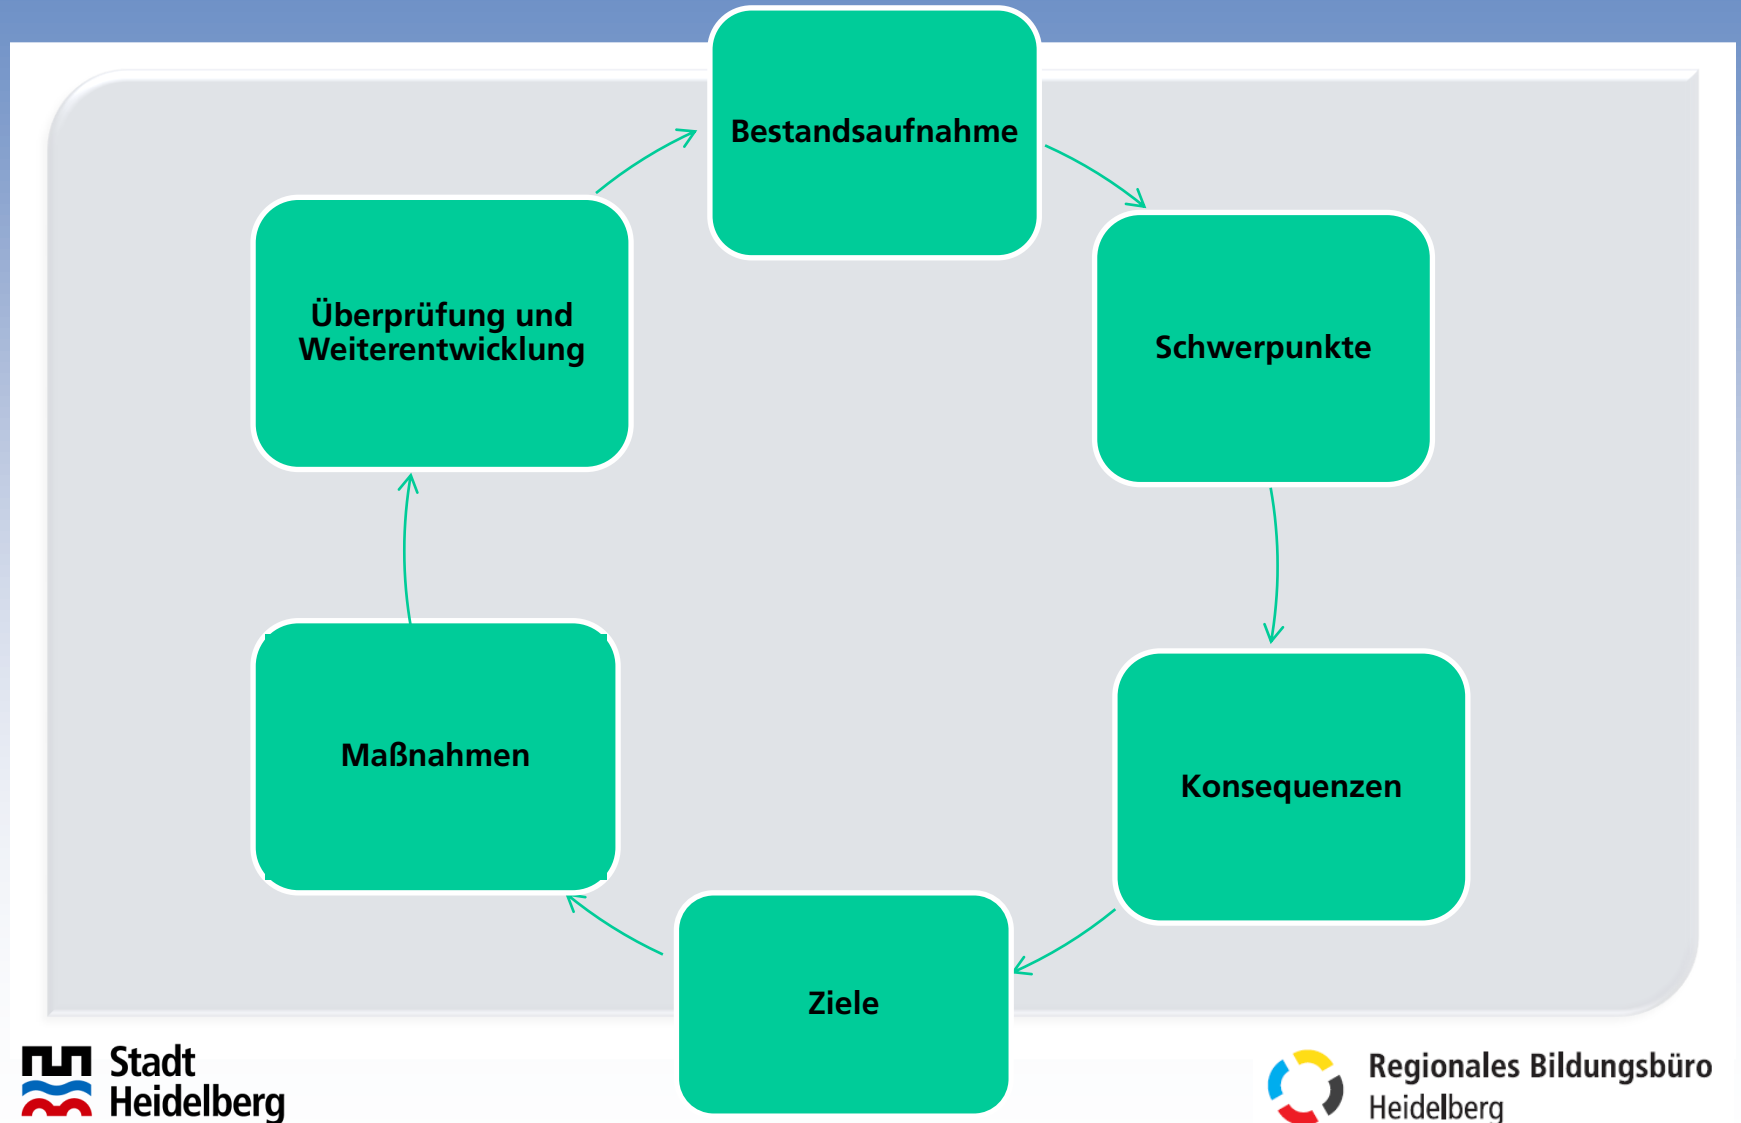 Bestandsaufnahme
Schwerpunkte
Konsequenzen
Ziele
Maßnahmen
Überprüfung und
Weiterentwicklung
Stadt
Heidelberg
Regionales Bildungsbüro
Heidelberg